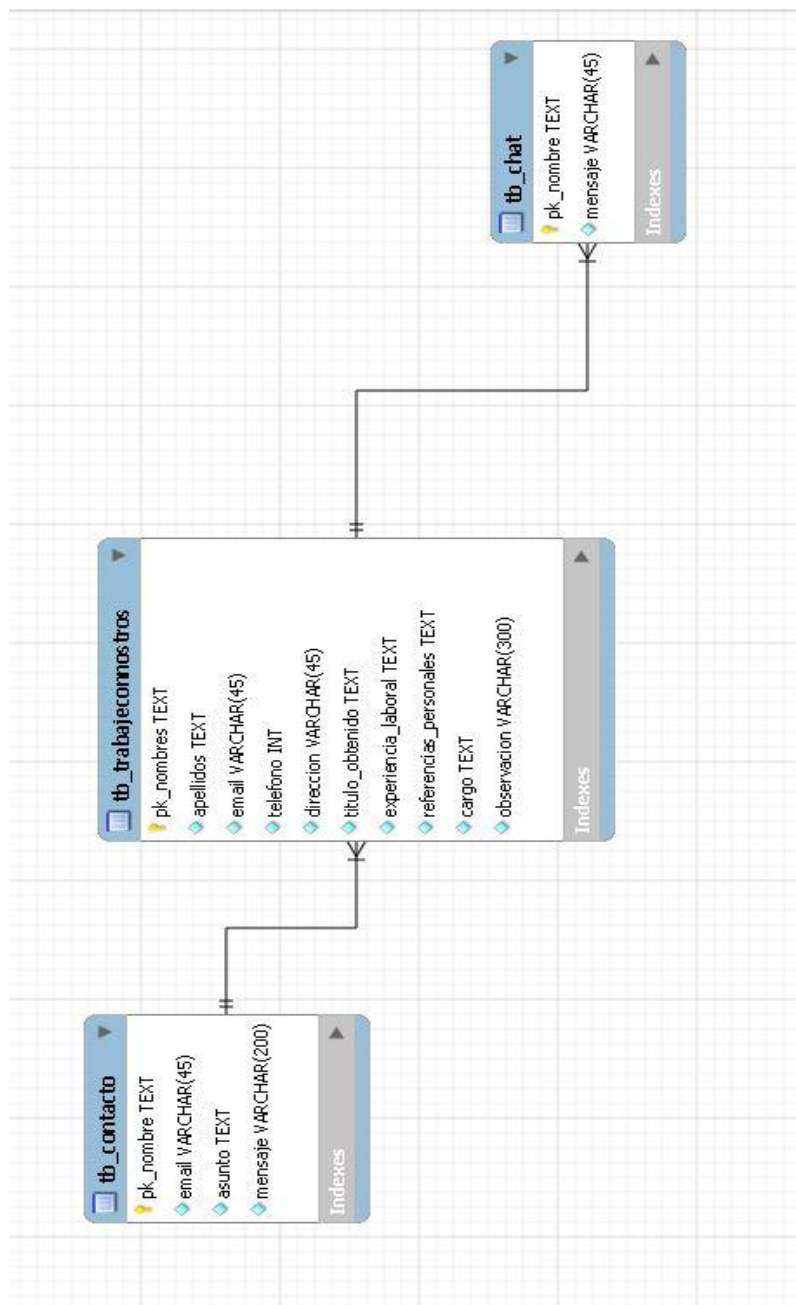 tb_contacto
pk_nombre TEXT
email VARCHAR(45)
asunto TEXT
mensaje VARCHAR(200)
Indexes
tb_trabajeconnostros
pk_nombres TEXT
apellidos TEXT
email VARCHAR(45)
telefono INT
direccion VARCHAR(45)
titulo_obtenido TEXT
experiencia_laboral TEXT
referencias_personales TEXT
cargo TEXT
observacion VARCHAR(300)
Indexes
tb_chat
pk_nombre TEXT
mensaje VARCHAR(45)
Indexes